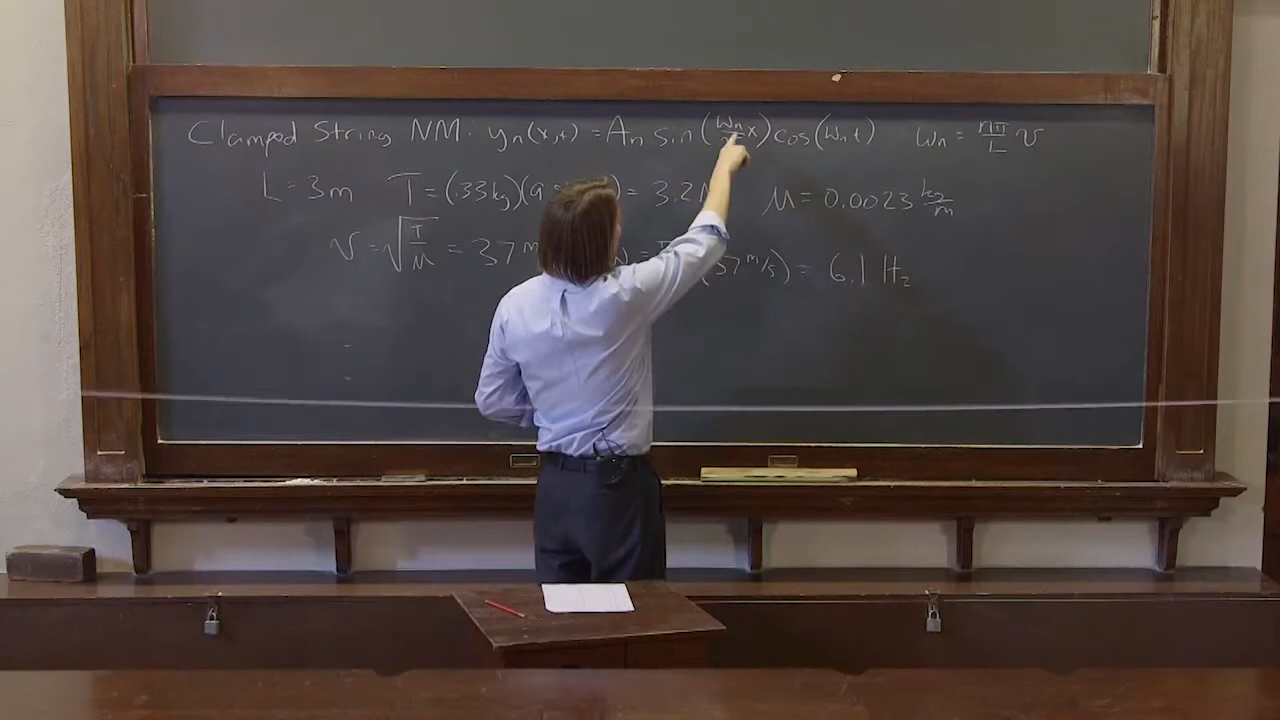 Clamped String NM. yₙ(x,t) = Aₙ sin(ωₙ x) cos(ωₙ t) ωₙ = nπ/L v
L = 3m T = (.33kg)(9 ) = 3.2 μ = 0.0023 kg/m
v = √(T/μ) = 37 m = (37 m/s) = 6.1 Hz